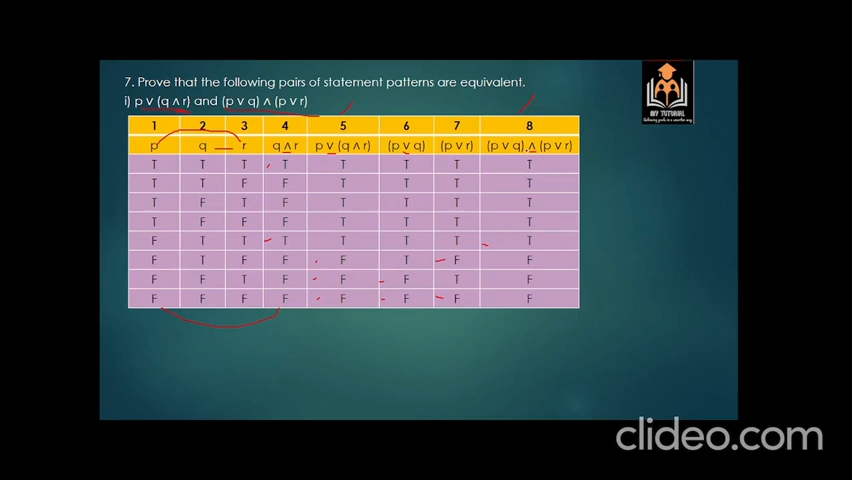 7. Prove that the following pairs of statement patterns are equivalent.
i) p v (q ʌ r) and (p v q) ʌ (p v r)
MY TUTORIAL
1 2 3 4 5 6 7 8
p q r q ʌ r p v (q ʌ r) (p v q) (p v r) (p v q) ʌ (p v r)
T T T T T T T T
T T F F T T T T
T F T F T T T T
T F F F T T T T
F T T T T T T T
F T F F F T F F
F F T F F F T F
F F F F F F F F
clideo.com